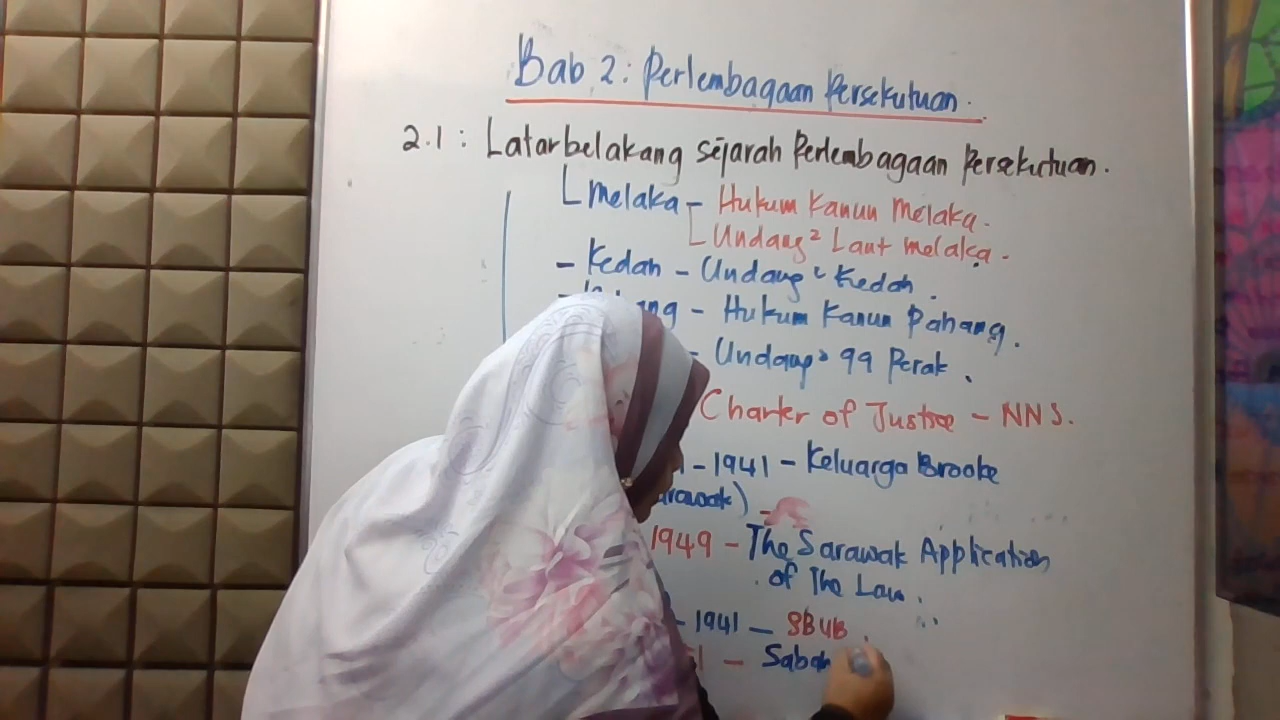 Bab 2: Perlembagaan Persekutuan.
2.1: Latarbelakang sejarah Perlembagaan Persekutuan.
Melaka - Hukum Kanun Melaka.
Undang² Laut Melaka.
- Kedah - Undang² Kedah.
ng - Hukum Kanun Pahang.
- Undang² 99 Perak.
Charter of Justice - NNS.
- 1941 - Keluarga Brooke
arawak) -
1949 - The Sarawak Application
of The Law.
- 1941 - SBUB.
- Sabah